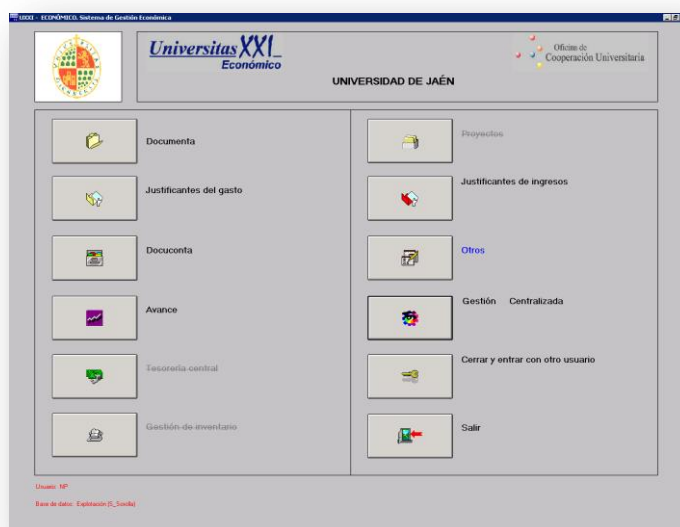 UXXI - ECONÓMICO. Sistema de Gestión Económica
Universitas XXI
Económico
Oficina de
Cooperación Universitaria
UNIVERSIDAD DE JAÉN
Documenta
Justificantes del gasto
Docuconta
Avance
Tesorería central
Gestión de inventario
Proyectos
Justificantes de ingresos
Otros
Gestión Centralizada
Cerrar y entrar con otro usuario
Salir
Usuario: NP
Base de datos: Explotación